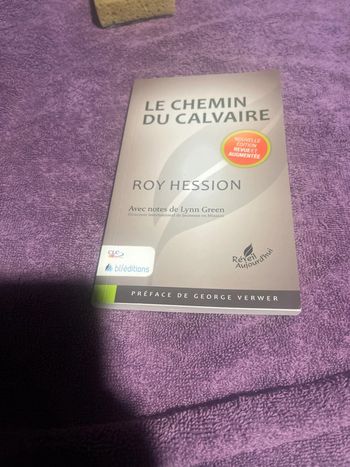 LE CHEMIN
DU CALVAIRE
NOUVELLE
ÉDITION
REVUE ET
AUGMENTÉE
ROY HESSION
Avec notes de Lynn Green
Réveil
Aujourd'hui
blféditions
PRÉFACE DE GEORGE VERWER